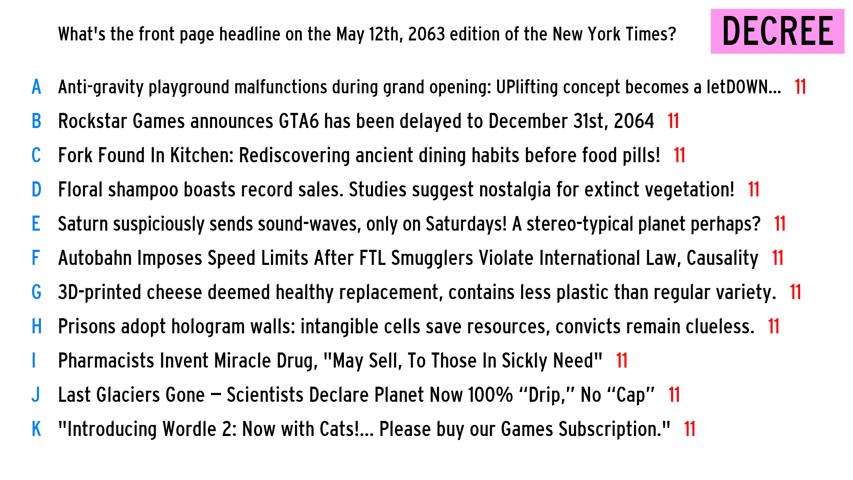 What's the front page headline on the May 12th, 2063 edition of the New York Times?
DECREE
A Anti-gravity playground malfunctions during grand opening: UPlifting concept becomes a letDOWN... 11
B Rockstar Games announces GTA6 has been delayed to December 31st, 2064 11
C Fork Found In Kitchen: Rediscovering ancient dining habits before food pills! 11
D Floral shampoo boasts record sales. Studies suggest nostalgia for extinct vegetation! 11
E Saturn suspiciously sends sound-waves, only on Saturdays! A stereo-typical planet perhaps? 11
F Autobahn Imposes Speed Limits After FTL Smugglers Violate International Law, Causality 11
G 3D-printed cheese deemed healthy replacement, contains less plastic than regular variety. 11
H Prisons adopt hologram walls: intangible cells save resources, convicts remain clueless. 11
I Pharmacists Invent Miracle Drug, "May Sell, To Those In Sickly Need" 11
J Last Glaciers Gone – Scientists Declare Planet Now 100% “Drip,” No “Cap” 11
K "Introducing Wordle 2: Now with Cats!... Please buy our Games Subscription." 11